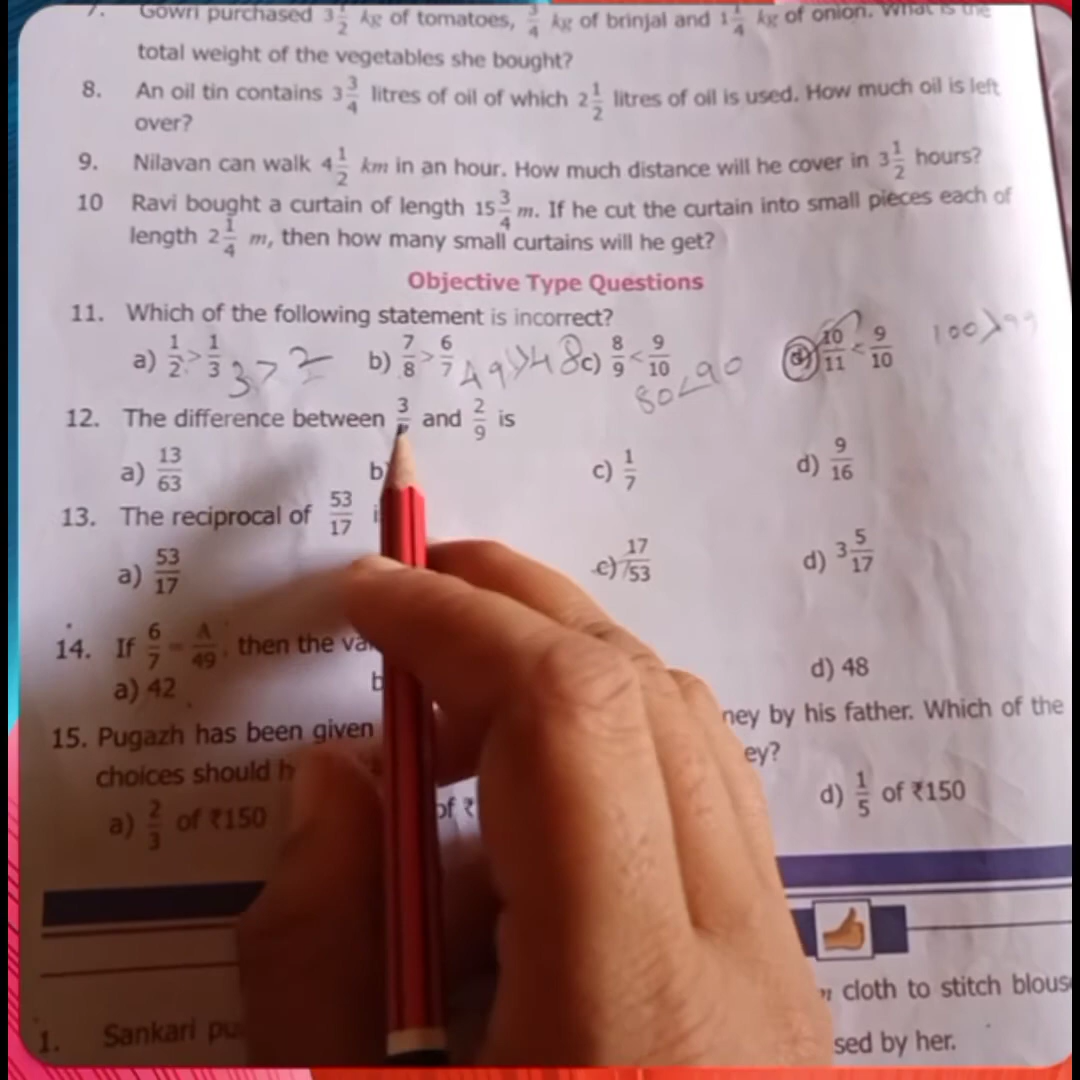 7. Gowri purchased 3 1/2 kg of tomatoes, 3/4 kg of brinjal and 1 1/4 kg of onion. What is the
total weight of the vegetables she bought?
8. An oil tin contains 3 3/4 litres of oil of which 2 1/2 litres of oil is used. How much oil is left
over?
9. Nilavan can walk 4 1/2 km in an hour. How much distance will he cover in 3 1/2 hours?
10 Ravi bought a curtain of length 15 3/4 m. If he cut the curtain into small pieces each of
length 2 1/4 m, then how many small curtains will he get?
Objective Type Questions
11. Which of the following statement is incorrect?
a) 1/2 > 1/3 3 > 2 b) 7/8 > 6/7 49 > 48 c) 8/9 < 9/10 80 < 90 d) 10/11 < 9/10 100 > 99
12. The difference between 3/ and 2/9 is
a) 13/63 b) c) 1/7 d) 9/16
13. The reciprocal of 53/17
a) 53/17 c) 17/53 d) 3 5/17
14. If 6/7 = A/49, then the
a) 42 d) 48
15. Pugazh has been given by his father. Which of the
choices should
a) 2/3 of ₹150 of ₹ d) 1/5 of ₹150
cloth to stitch
1. Sankari
by her.